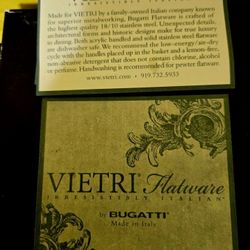 Made for VIETRI by a family-owned Italian company known
for superior metalworking, Bugatti Flatware is crafted of
the highest quality 18/10 stainless steel. Unexpected details,
architectural forms and historic designs make for true luxury
in dining. Both acrylic handled and solid stainless steel flatware
are dishwasher safe. We recommend the low-energy/air-dry
cycle with the handles placed up in the basket and a lemon-free,
non-abrasive detergent that does not contain chlorine, alcohol
or perfume. Handwashing is recommended for pewter flatware.
www.vietri.com • 919.732.5933
VIETRI® Flatware
IRRESISTIBLY ITALIAN®
by BUGATTI®
Made in Italy